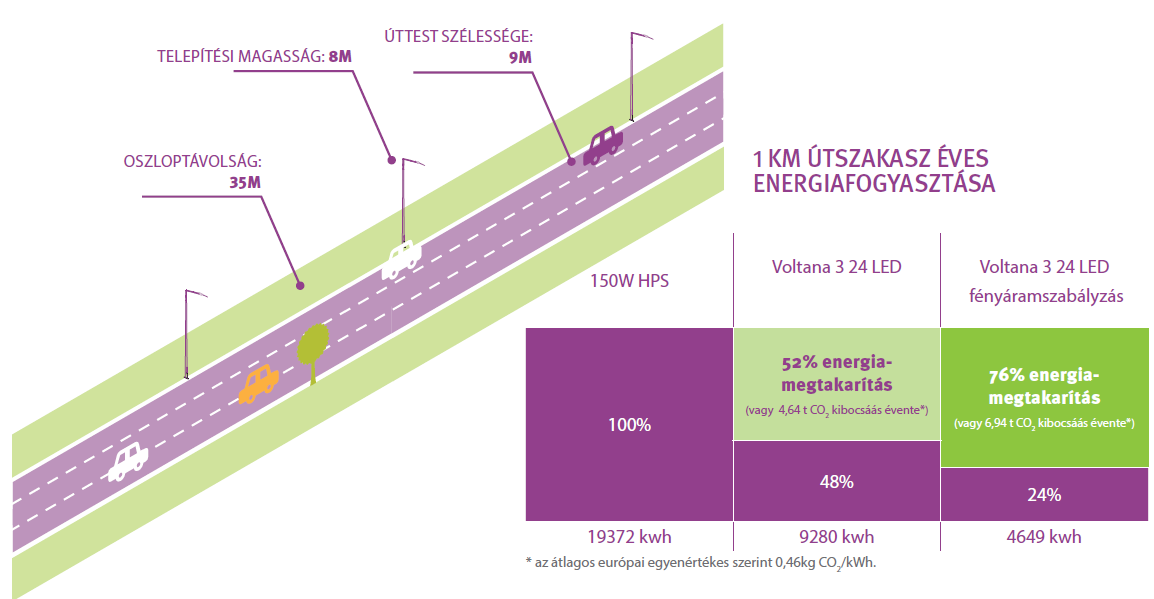 ÚTTEST SZÉLESSÉGE:
9M
TELEPÍTÉSI MAGASSÁG: 8M
OSZLOPTÁVOLSÁG:
35M
1 KM ÚTSZAKASZ ÉVES
ENERGIAFOGYASZTÁSA
150W HPS
Voltana 3 24 LED
Voltana 3 24 LED
fényáramszabályzás
100%
52% energia-
megtakarítás
(vagy 4,64 t CO2 kibocsáás évente*)
48%
76% energia-
megtakarítás
(vagy 6,94 t CO2 kibocsáás évente*)
24%
19372 kwh
9280 kwh
4649 kwh
* az átlagos európai egyenértékes szerint 0,46kg CO2/kWh.